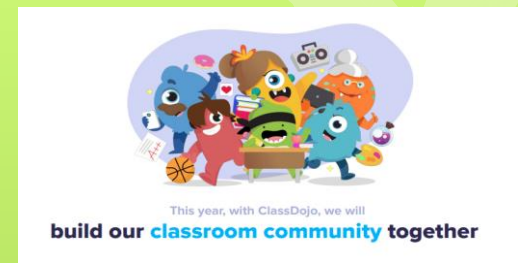 A++
This year, with ClassDojo, we will
build our classroom community together